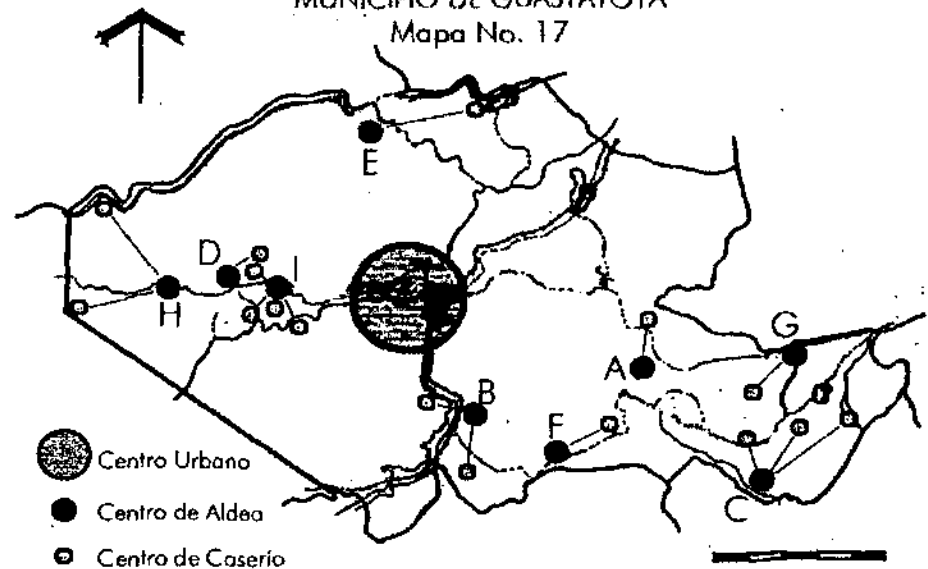 MUNICIPIO DE GUASTATOYA
Mapa No. 17
E
D
I
H
G
A
B
F
C
Centro Urbano
Centro de Aldea
Centro de Caserío